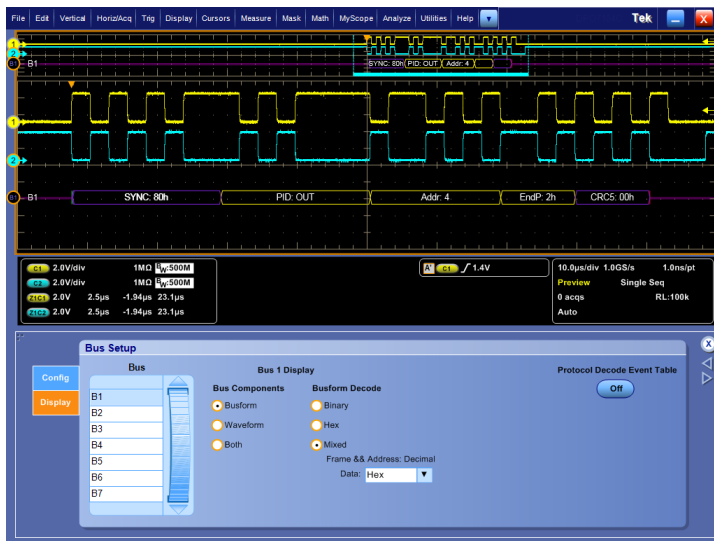 File Edit Vertical Horiz/Acq Trig Display Cursors Measure Mask Math MyScope Analyze Utilities Help Tek X
1
2
B1 B1 SYNC: 80h PID: OUT Addr: 4
1
2
B1 B1 SYNC: 80h PID: OUT Addr: 4 EndP: 2h CRC5: 00h
C1 2.0V/div 1MΩ BW:500M
C2 2.0V/div 1MΩ BW:500M
Z1C1 2.0V 2.5µs -1.94µs 23.1µs
Z1C2 2.0V 2.5µs -1.94µs 23.1µs
A' C1 1.4V
10.0µs/div 1.0GS/s 1.0ns/pt
Preview Single Seq
0 acqs RL:100k
Auto
Bus Setup X
Config
Display
Bus
B1
B2
B3
B4
B5
B6
B7
Bus 1 Display
Bus Components
Busform
Waveform
Both
Busform Decode
Binary
Hex
Mixed
Frame && Address: Decimal
Data: Hex
Protocol Decode Event Table
Off